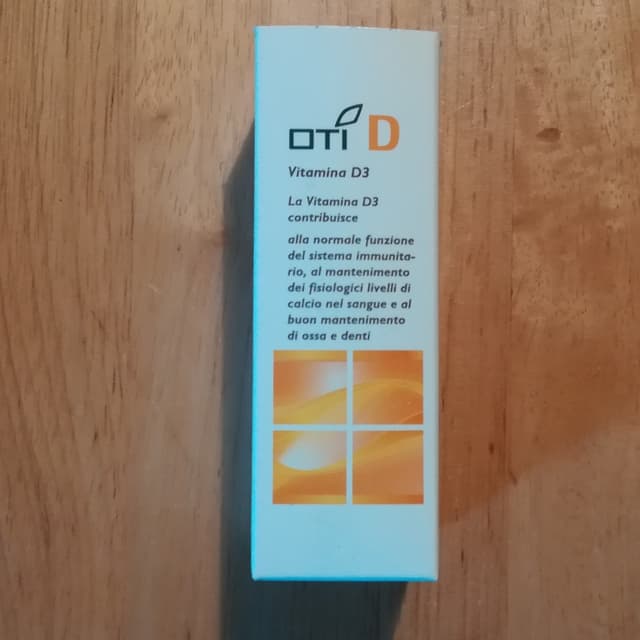 OTI D
Vitamina D3
La Vitamina D3
contribuisce
alla normale funzione
del sistema immunita-
rio, al mantenimento
dei fisiologici livelli di
calcio nel sangue e al
buon mantenimento
di ossa e denti